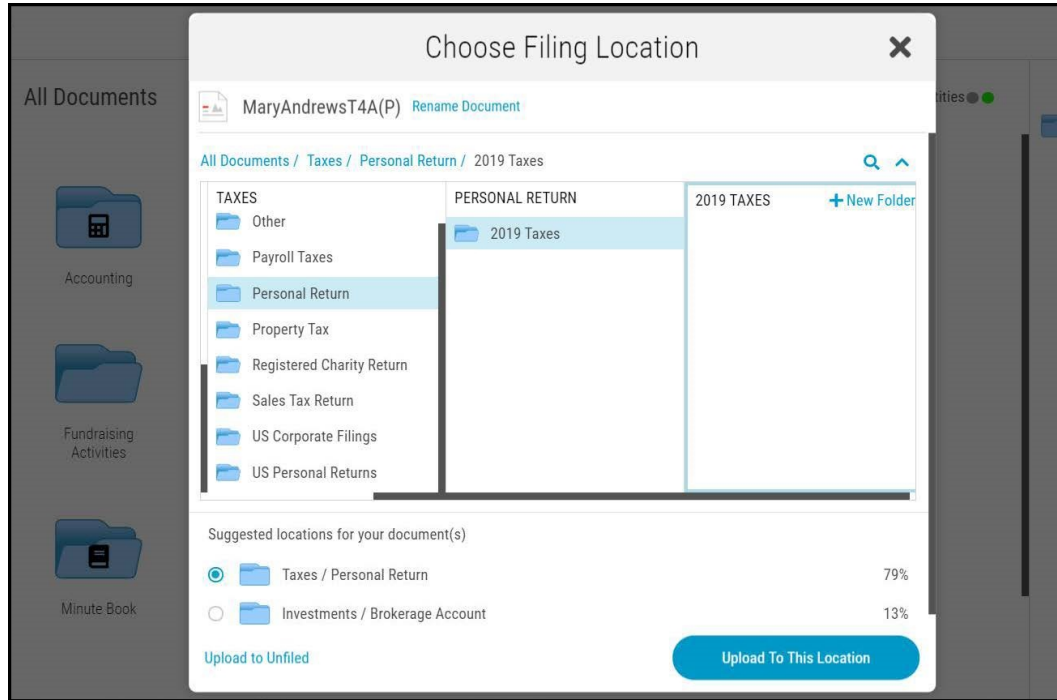 Choose Filing Location
All Documents
MaryAndrewsT4A(P) Rename Document
All Documents / Taxes / Personal Return / 2019 Taxes
TAXES
Other
Payroll Taxes
Personal Return
Property Tax
Registered Charity Return
Sales Tax Return
US Corporate Filings
US Personal Returns
PERSONAL RETURN
2019 Taxes
2019 TAXES
+ New Folder
Accounting
Fundraising
Activities
Minute Book
Suggested locations for your document(s)
Taxes / Personal Return 79%
Investments / Brokerage Account 13%
Upload to Unfiled
Upload To This Location